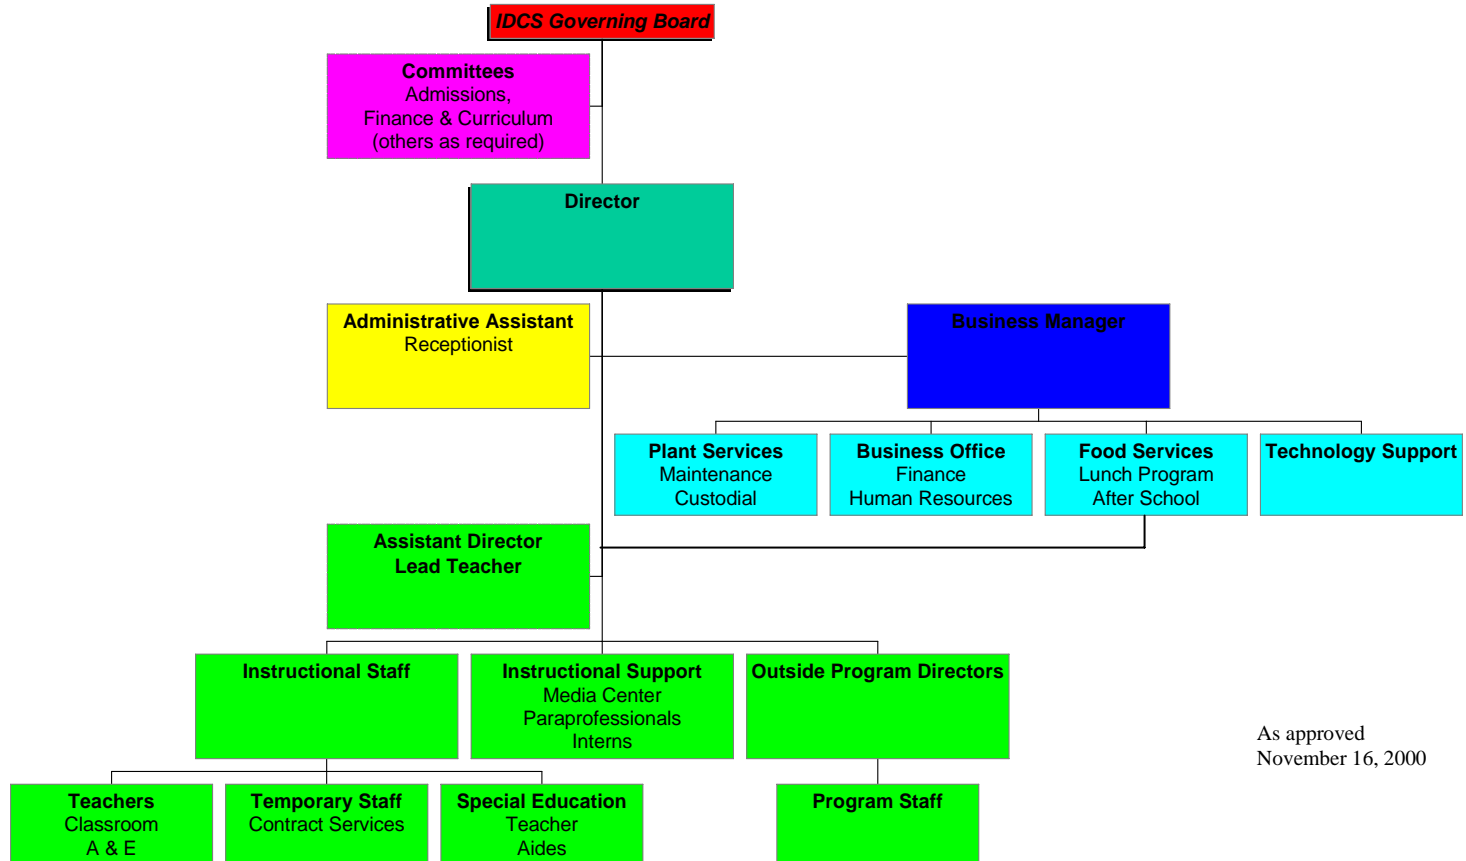 IDCS Governing Board
Committees
Admissions,
Finance & Curriculum
(others as required)
Director
Administrative Assistant
Receptionist
Business Manager
Plant Services
Maintenance
Custodial
Business Office
Finance
Human Resources
Food Services
Lunch Program
After School
Technology Support
Assistant Director
Lead Teacher
Instructional Staff
Instructional Support
Media Center
Paraprofessionals
Interns
Outside Program Directors
As approved
November 16, 2000
Teachers
Classroom
A & E
Temporary Staff
Contract Services
Special Education
Teacher
Aides
Program Staff